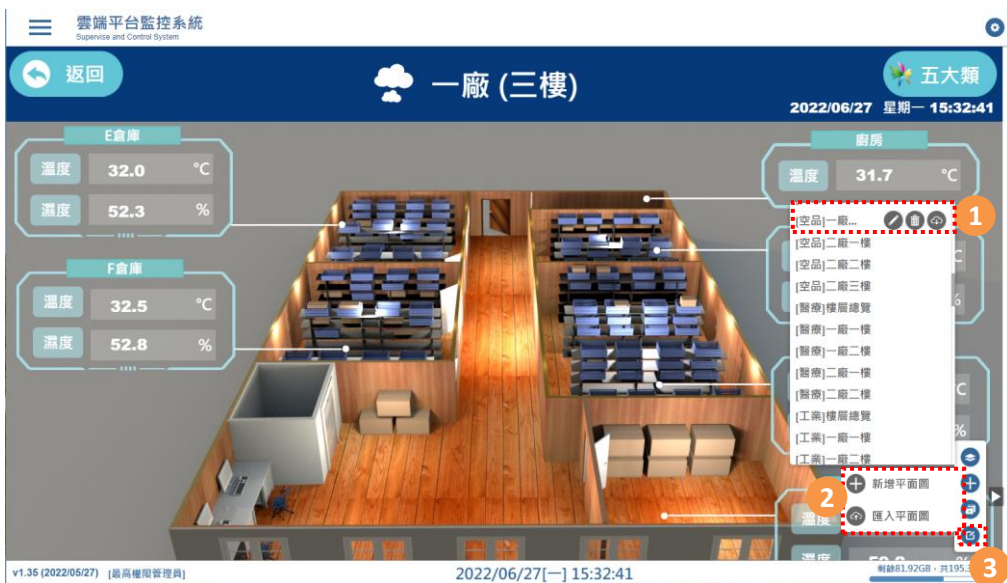 雲端平台監控系統
Supervise and Control System
返回
一廠 (三樓)
五大類
2022/06/27 星期一 15:32:41
E倉庫
溫度 32.0 °C
濕度 52.3 %
F倉庫
溫度 32.5 °C
濕度 52.8 %
廚房
溫度 31.7 °C
[空品]一廠...
1
[空品]二廠一樓
[空品]二廠二樓
[空品]二廠三樓
[醫療]樓層總覽
[醫療]一廠一樓
[醫療]一廠二樓
[醫療]二廠一樓
[醫療]二廠二樓
[工業]樓層總覽
[工業]一廠一樓
[工業]一廠二樓
C
%
2
新增平面圖
匯入平面圖
溫度
3
v1.35 (2022/05/27) [最高權限管理員]
2022/06/27[一] 15:32:41
剩餘81.92GB，共195.